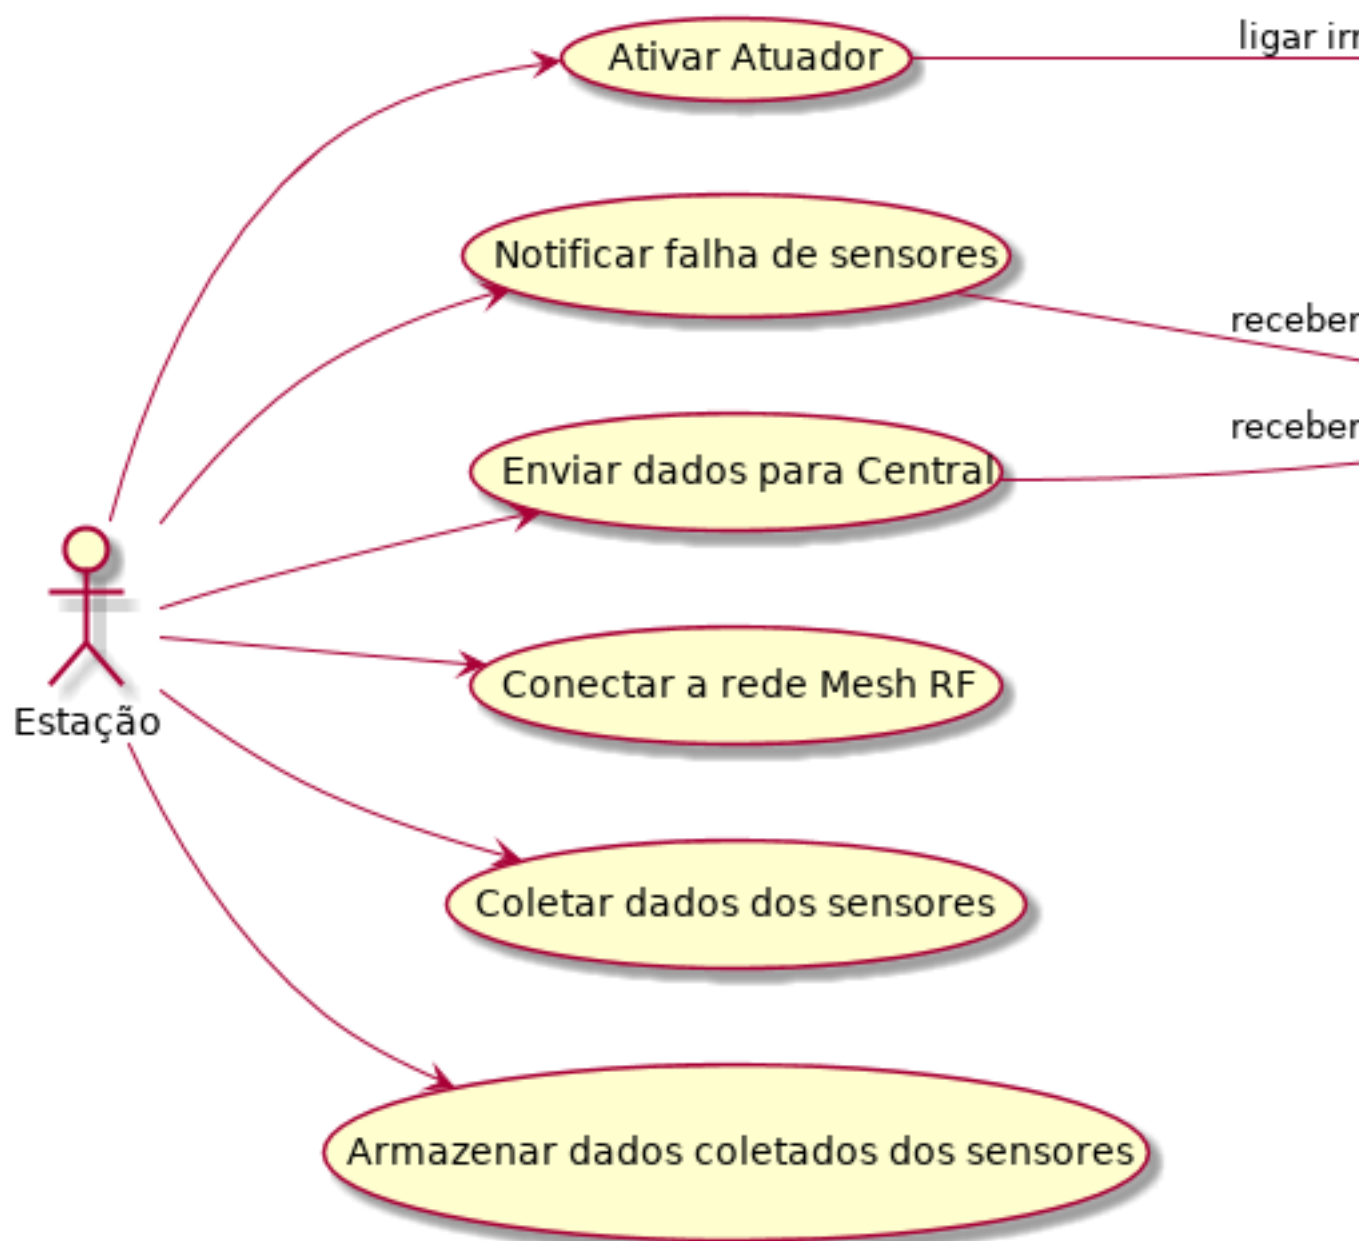 Ativar Atuador
ligar
Notificar falha de sensores
receber
Enviar dados para Central
receber
Conectar a rede Mesh RF
Estação
Coletar dados dos sensores
Armazenar dados coletados dos sensores